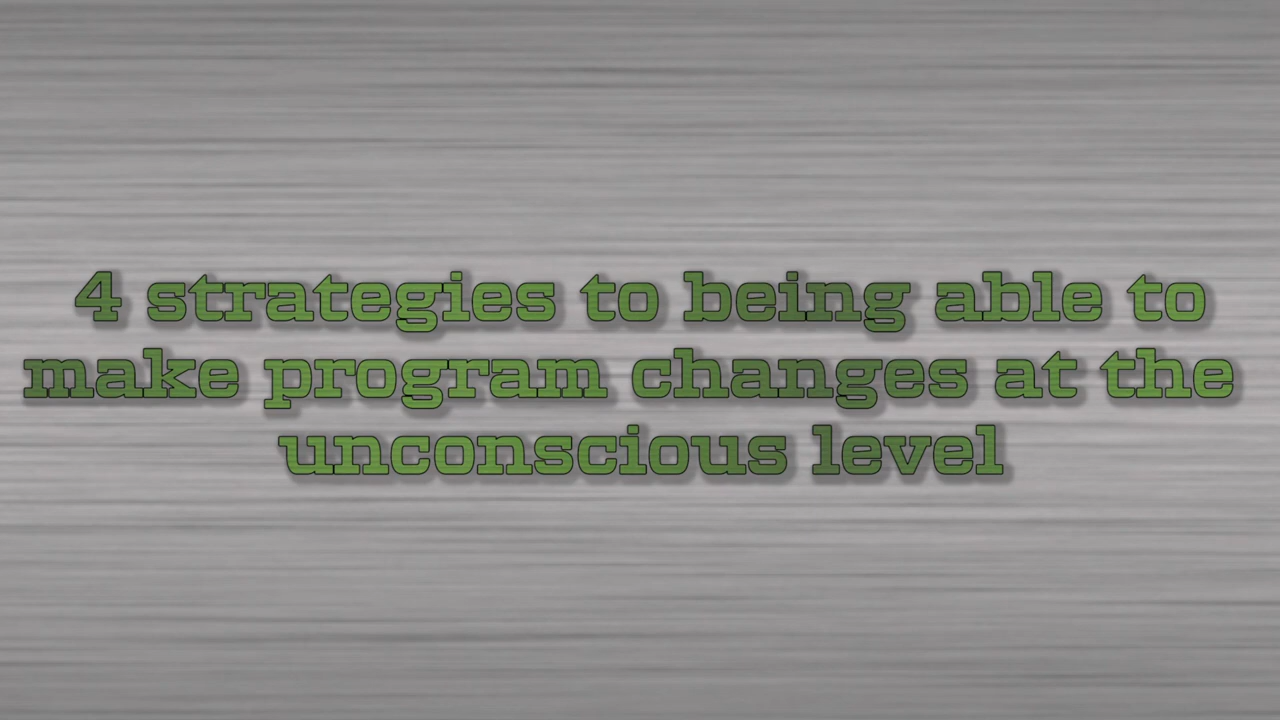 4 strategies to being able to
make program changes at the
unconscious level